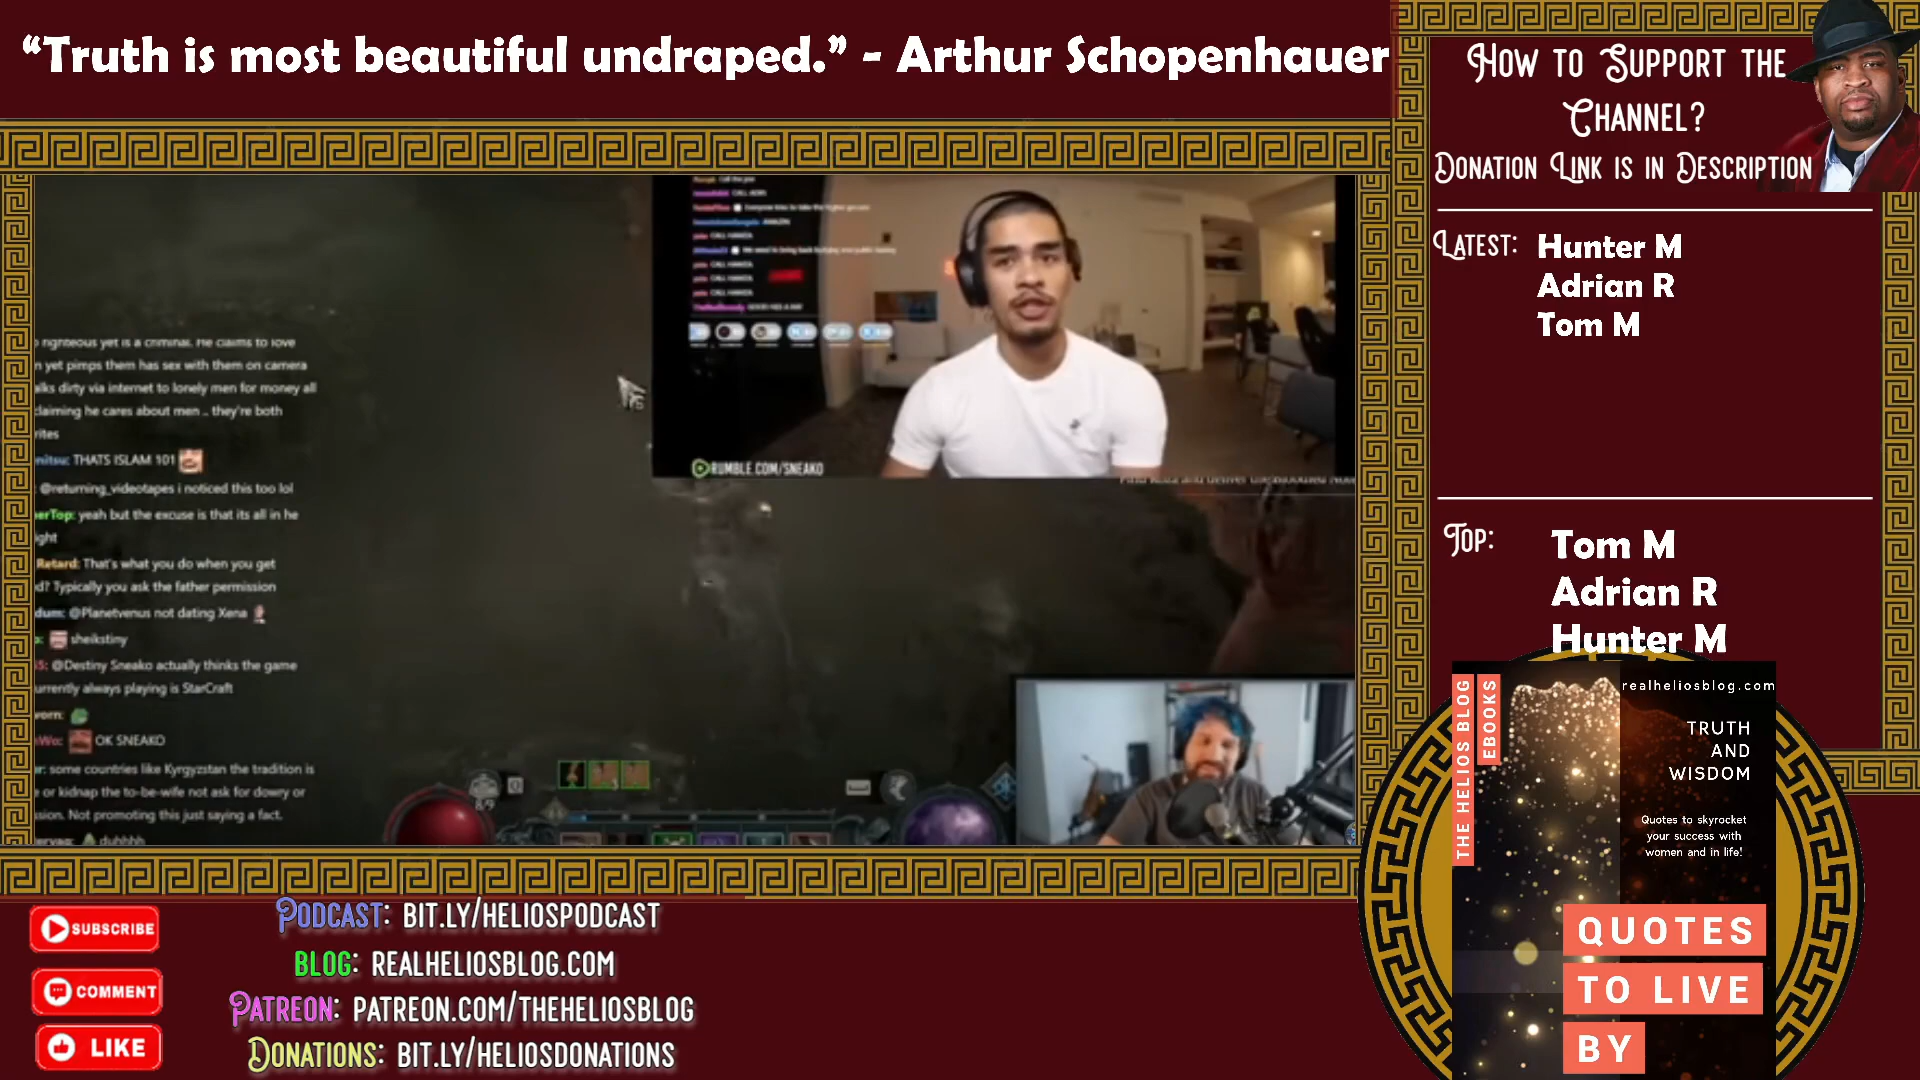 “Truth is most beautiful undraped.” - Arthur Schopenhauer
How to Support the
Channel?
Donation Link is in Description
Latest: Hunter M
Adrian R
Tom M
Top: Tom M
Adrian R
Hunter M
RUMBLE.COM/SNEAKO
righteous yet is a criminal. He claims to love
yet pimps them has sex with them on camera
dirty via internet to lonely men for money all
claiming he cares about men .. they're both
THATS ISLAM 101
: @returning_videotapes i noticed this too lol
erTop: yeah but the excuse is that its all in he
ight
Retard: That's what you do when you get
d? Typically you ask the father permission
dum: @Planetvenus not dating Xena
sheikstiny
: @Destiny Sneako actually thinks the game
urrently always playing is StarCraft
OK SNEAKO
r: some countries like Kyrgyzstan the tradition is
or kidnap the to-be-wife not ask for dowry or
ssion. Not promoting this just saying a fact.
duhhhh
THE HELIOS BLOG
EBOOKS
realheliosblog.com
TRUTH
AND
WISDOM
Quotes to skyrocket
your success with
women and in life!
QUOTES
TO LIVE
BY
SUBSCRIBE
COMMENT
LIKE
Podcast: bit.ly/heliospodcast
Blog: realheliosblog.com
Patreon: patreon.com/theheliosblog
Donations: bit.ly/heliosdonations